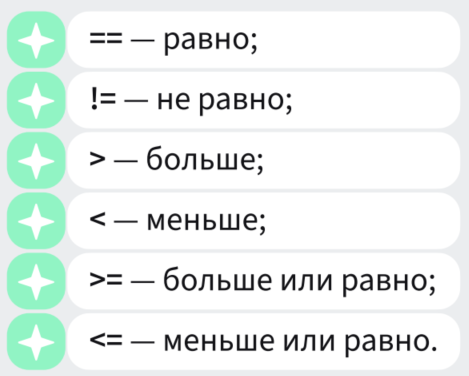 == — равно;
!= — не равно;
> — больше;
< — меньше;
>= — больше или равно;
<= — меньше или равно.